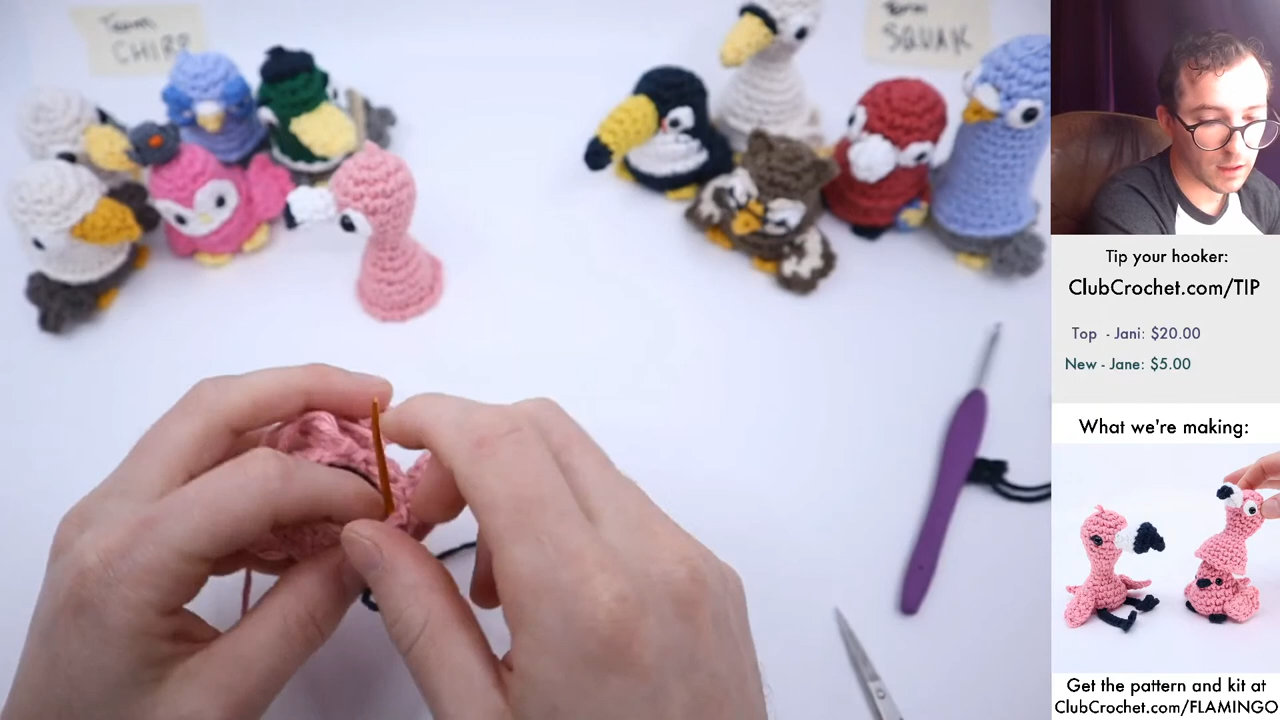 Team
CHIRP
Team
SQUAK
Tip your hooker:
ClubCrochet.com/TIP
Top - Jani: $20.00
New - Jane: $5.00
What we're making:
Get the pattern and kit at
ClubCrochet.com/FLAMINGO